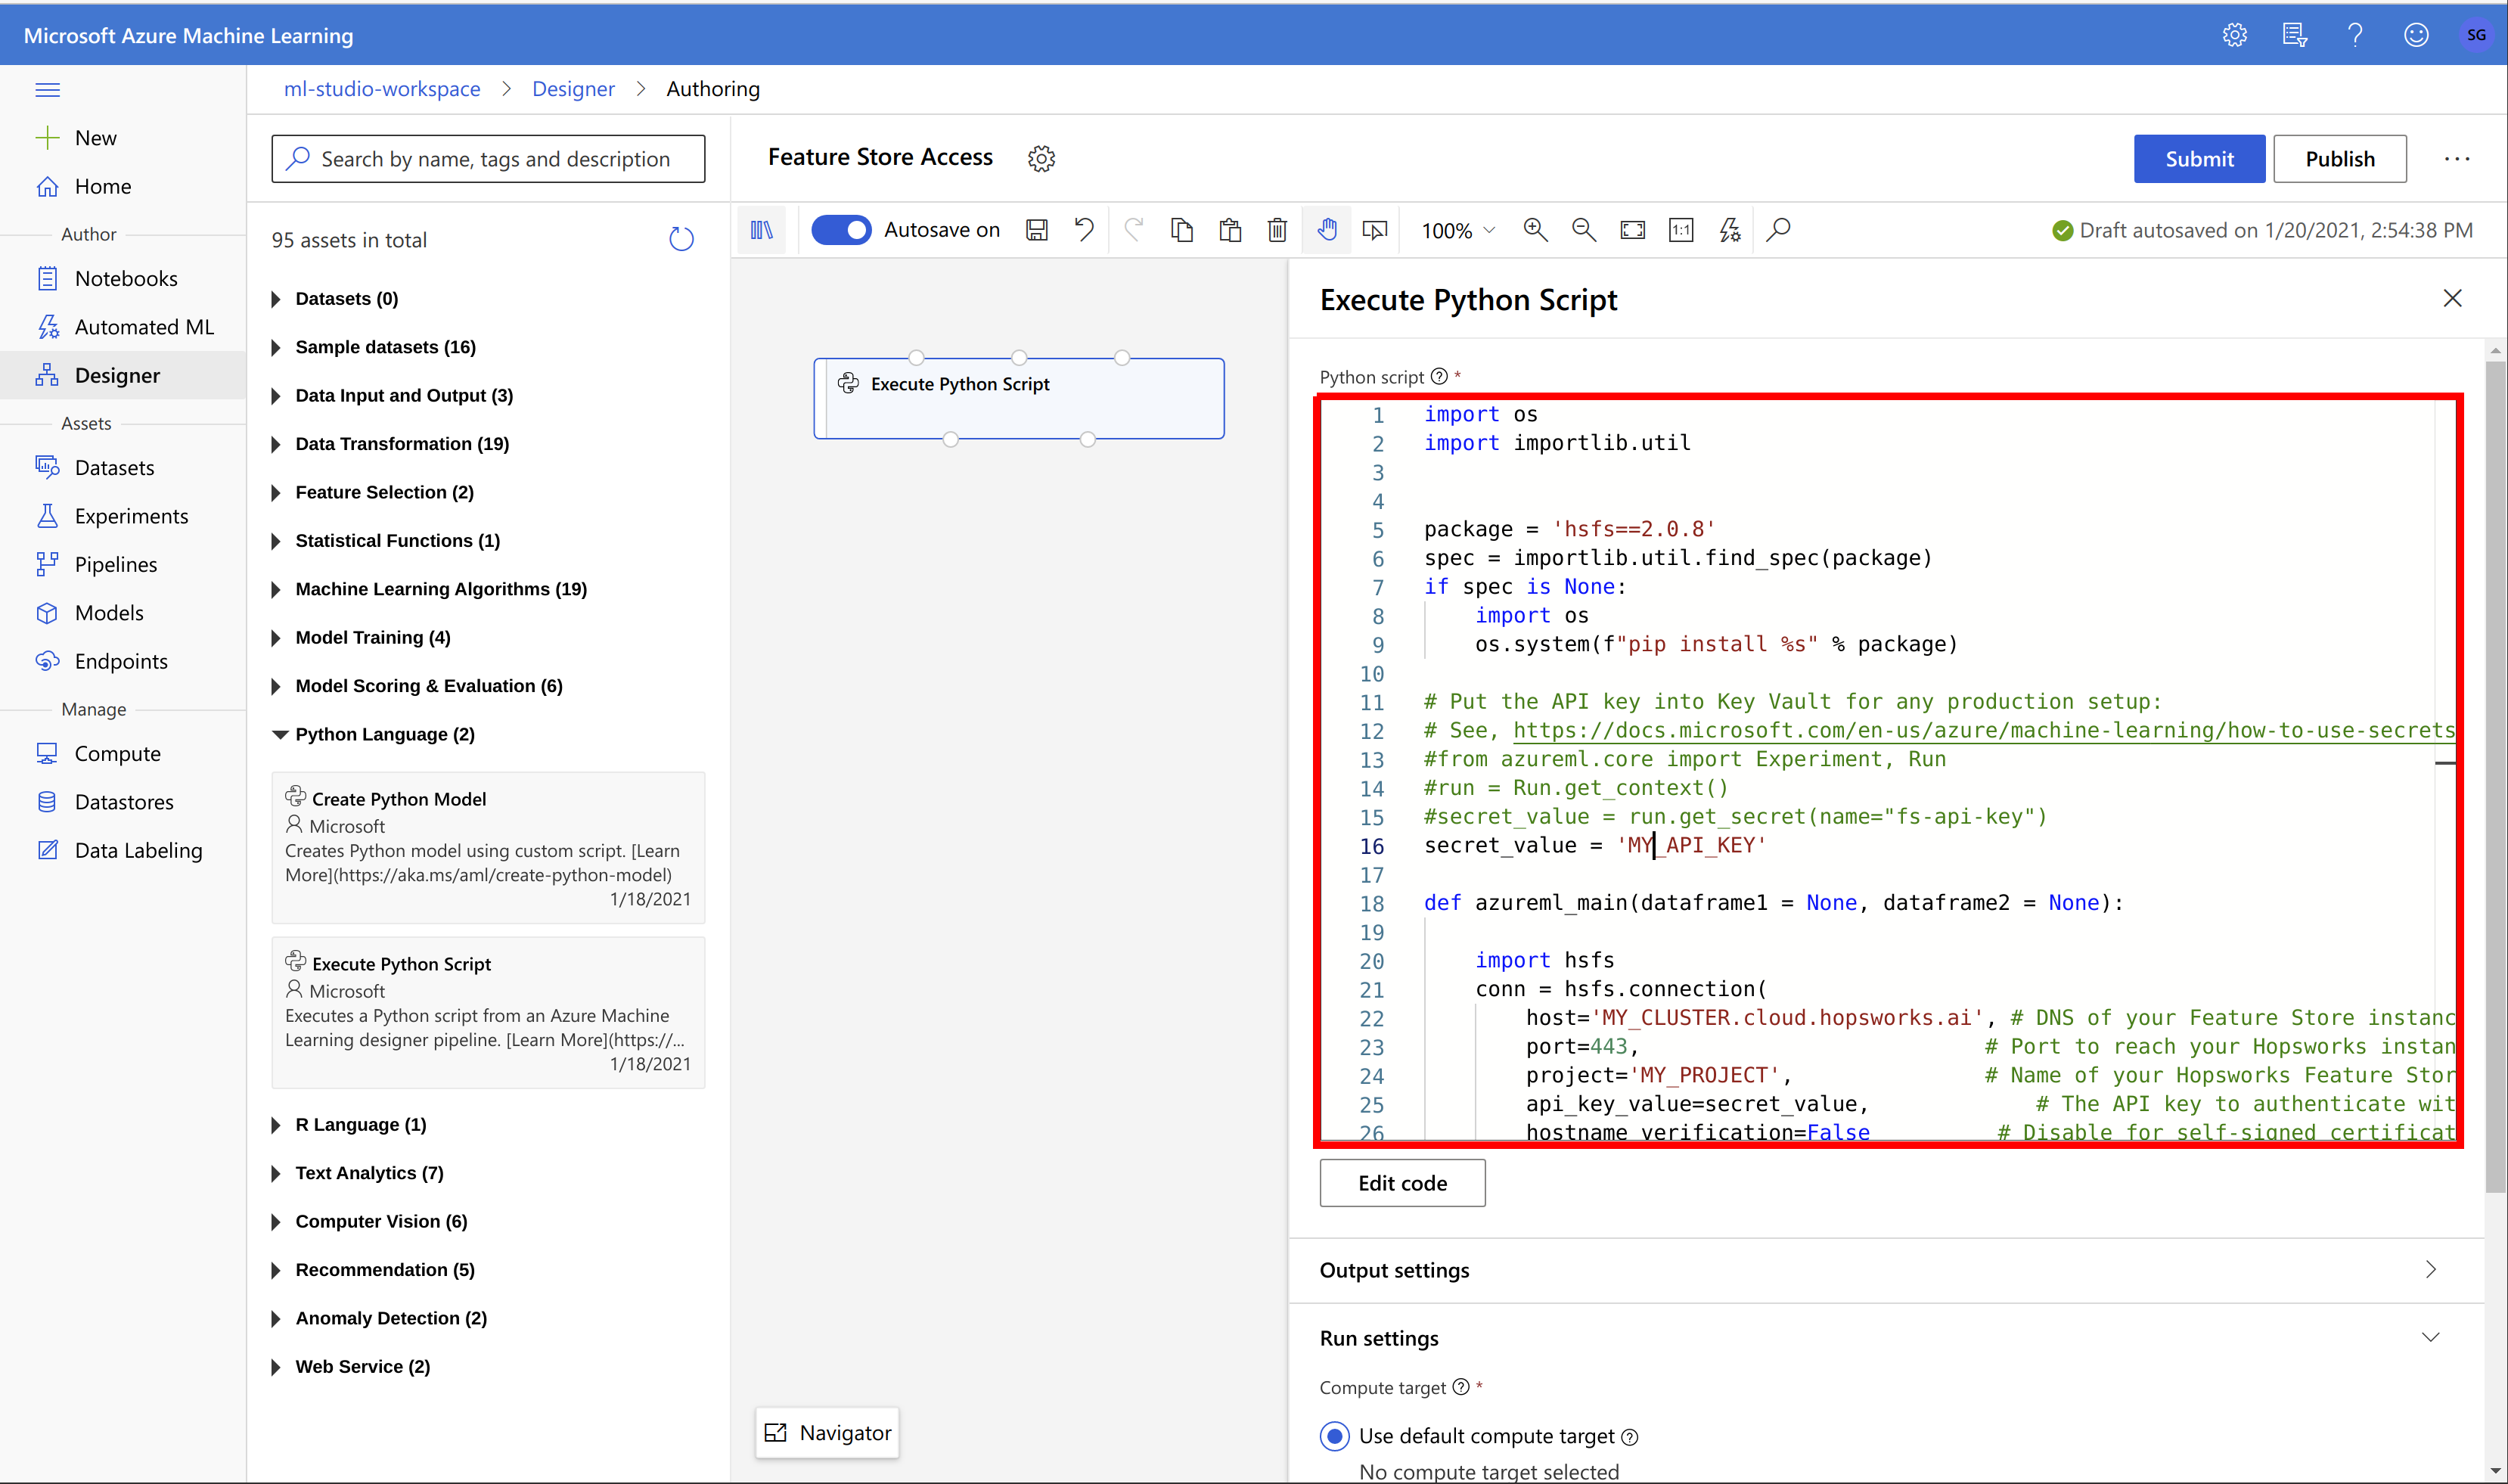 Microsoft Azure Machine Learning
SG
ml-studio-workspace > Designer > Authoring
New
Home
Author
Notebooks
Automated ML
Designer
Assets
Datasets
Experiments
Pipelines
Models
Endpoints
Manage
Compute
Datastores
Data Labeling
Search by name, tags and description
95 assets in total
Datasets (0)
Sample datasets (16)
Data Input and Output (3)
Data Transformation (19)
Feature Selection (2)
Statistical Functions (1)
Machine Learning Algorithms (19)
Model Training (4)
Model Scoring & Evaluation (6)
Python Language (2)
Create Python Model
Microsoft
Creates Python model using custom script. [Learn
More](https://aka.ms/aml/create-python-model)
1/18/2021
Execute Python Script
Microsoft
Executes a Python script from an Azure Machine
Learning designer pipeline. [Learn More](https://...
1/18/2021
R Language (1)
Text Analytics (7)
Computer Vision (6)
Recommendation (5)
Anomaly Detection (2)
Web Service (2)
Feature Store Access
Submit
Publish
...
Autosave on
100%
1:1
Draft autosaved on 1/20/2021, 2:54:38 PM
Execute Python Script
Navigator
Execute Python Script
Python script ? *
1 import os
2 import importlib.util
3
4
5 package = 'hsfs==2.0.8'
6 spec = importlib.util.find_spec(package)
7 if spec is None:
8     import os
9     os.system(f"pip install %s" % package)
10
11 # Put the API key into Key Vault for any production setup:
12 # See, https://docs.microsoft.com/en-us/azure/machine-learning/how-to-use-secrets
13 #from azureml.core import Experiment, Run
14 #run = Run.get_context()
15 #secret_value = run.get_secret(name="fs-api-key")
16 secret_value = 'MY_API_KEY'
17
18 def azureml_main(dataframe1 = None, dataframe2 = None):
19
20     import hsfs
21     conn = hsfs.connection(
22         host='MY_CLUSTER.cloud.hopsworks.ai', # DNS of your Feature Store instanc
23         port=443,                           # Port to reach your Hopsworks instan
24         project='MY_PROJECT',               # Name of your Hopsworks Feature Stor
25         api_key_value=secret_value,             # The API key to authenticate wit
26         hostname_verification=False          # Disable for self-signed certificat
Edit code
Output settings
Run settings
Compute target ? *
Use default compute target ?
No compute target selected